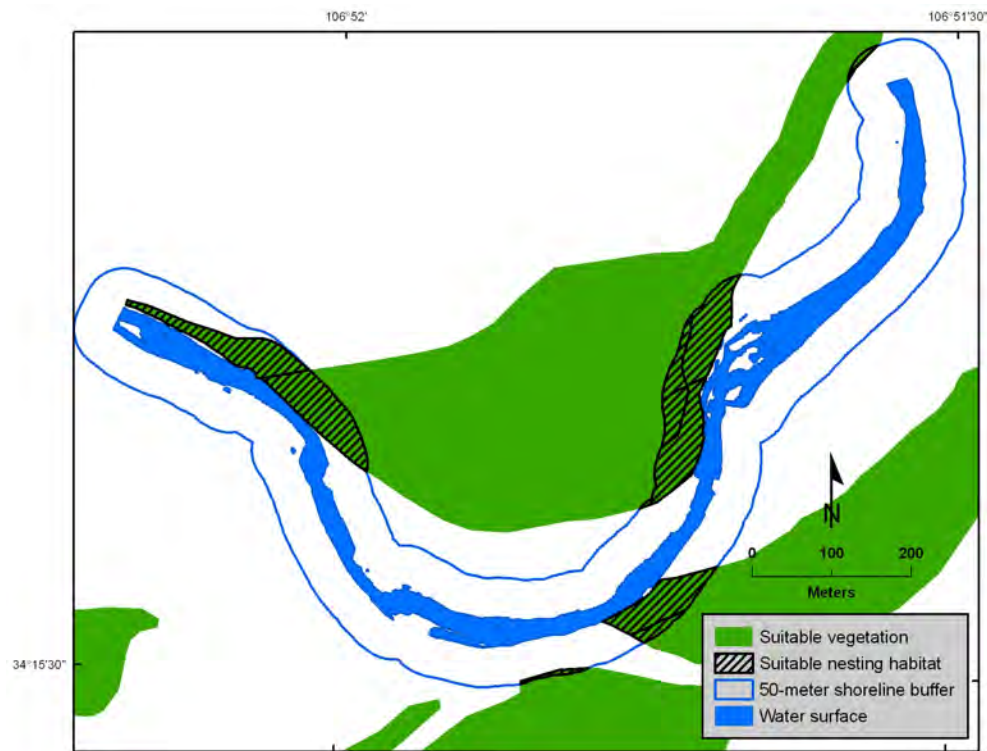 106°52'
106°51'30"
34°15'30"
N
0 100 200
Meters
Suitable vegetation
Suitable nesting habitat
50-meter shoreline buffer
Water surface